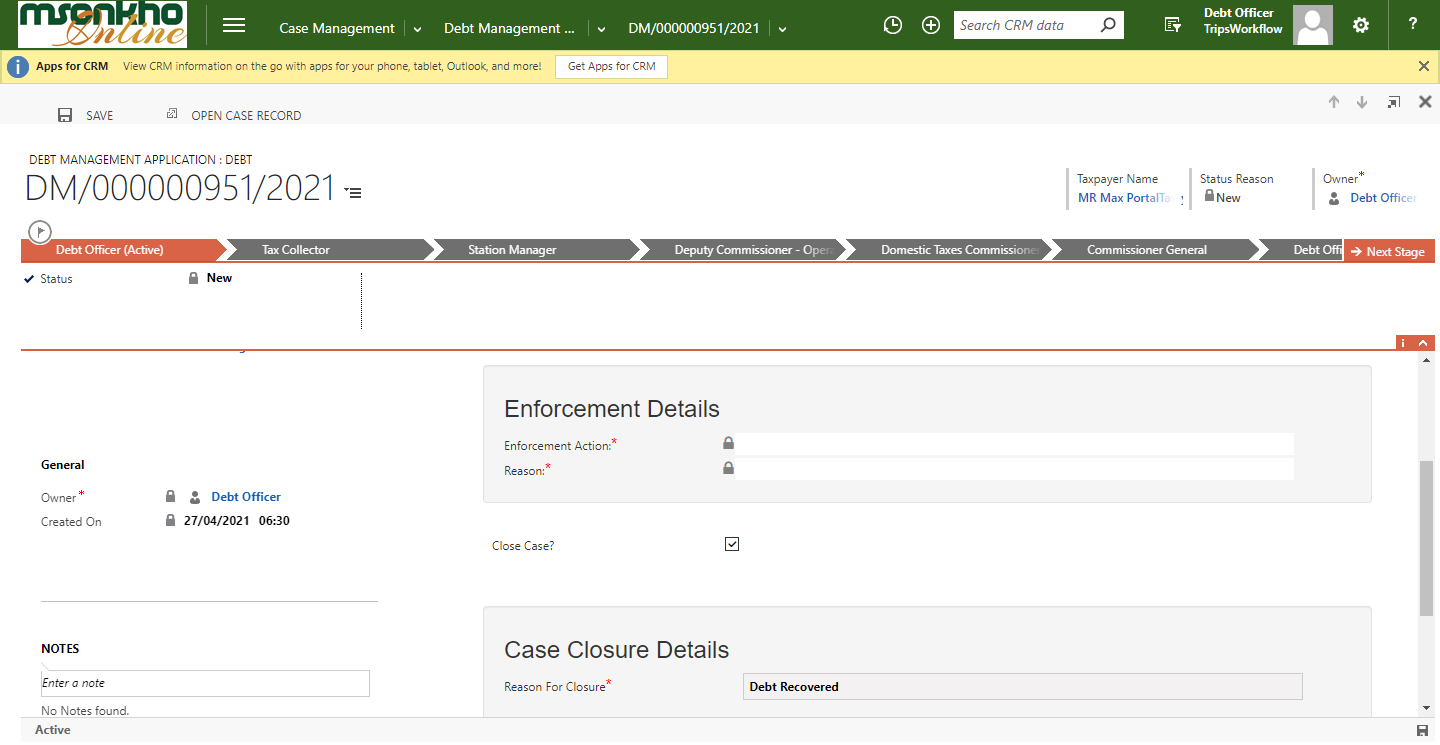 msonkho
Online
Case Management
Debt Management ...
DM/000000951/2021
Search CRM data
Debt Officer
TripsWorkflow
?
i Apps for CRM View CRM information on the go with apps for your phone, tablet, Outlook, and more! Get Apps for CRM
SAVE
OPEN CASE RECORD
DEBT MANAGEMENT APPLICATION : DEBT
DM/000000951/2021
Taxpayer Name
MR Max PortalTa
Status Reason
New
Owner*
Debt Officer
Debt Officer (Active)
Tax Collector
Station Manager
Deputy Commissioner - Oper
Domestic Taxes Commissione
Commissioner General
Debt Offi
Next Stage
Status New
i
Enforcement Details
Enforcement Action:*
Reason:*
General
Owner* Debt Officer
Created On 27/04/2021 06:30
Close Case?
NOTES
Enter a note
No Notes found.
Case Closure Details
Reason For Closure* Debt Recovered
Active